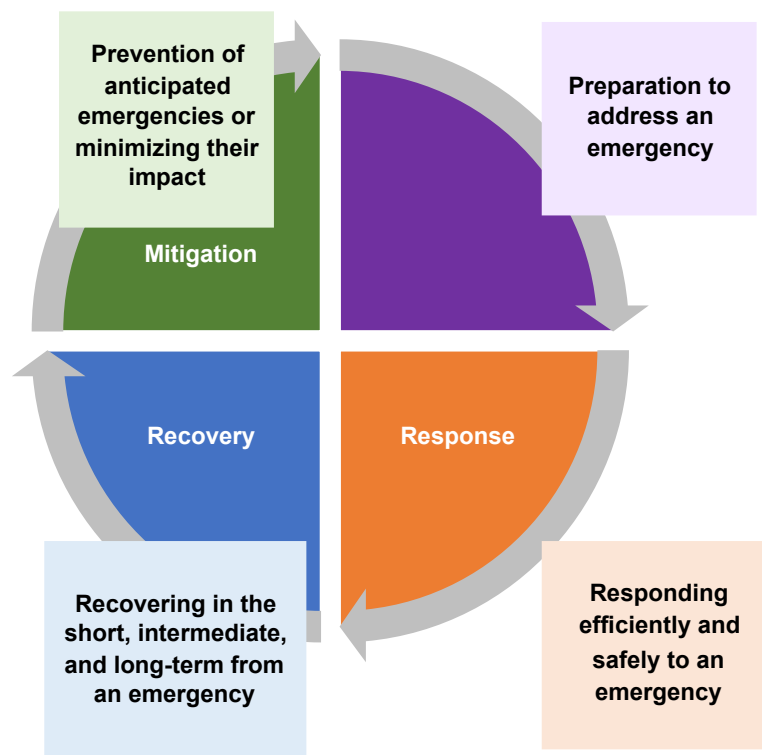 Prevention of
anticipated
emergencies or
minimizing their
impact
Preparation to
address an
emergency
Mitigation
Recovery
Response
Recovering in the
short, intermediate,
and long-term from
an emergency
Responding
efficiently and
safely to an
emergency